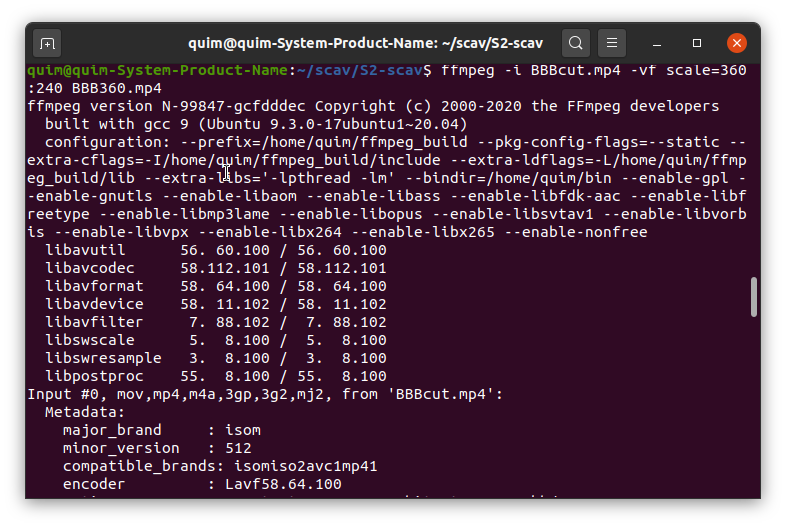 quim@quim-System-Product-Name: ~/scav/S2-scav
quim@quim-System-Product-Name:~/scav/S2-scav$ ffmpeg -i BBBcut.mp4 -vf scale=360
:240 BBB360.mp4
ffmpeg version N-99847-gcfdddec Copyright (c) 2000-2020 the FFmpeg developers
  built with gcc 9 (Ubuntu 9.3.0-17ubuntu1~20.04)
  configuration: --prefix=/home/quim/ffmpeg_build --pkg-config-flags=--static --
extra-cflags=-I/home/quim/ffmpeg_build/include --extra-ldflags=-L/home/quim/ffmp
eg_build/lib --extra-libs='-lpthread -lm' --bindir=/home/quim/bin --enable-gpl -
-enable-gnutls --enable-libaom --enable-libass --enable-libfdk-aac --enable-libf
reetype --enable-libmp3lame --enable-libopus --enable-libsvtav1 --enable-libvorb
is --enable-libvpx --enable-libx264 --enable-libx265 --enable-nonfree
  libavutil      56. 60.100 / 56. 60.100
  libavcodec     58.112.101 / 58.112.101
  libavformat    58. 64.100 / 58. 64.100
  libavdevice    58. 11.102 / 58. 11.102
  libavfilter     7. 88.102 /  7. 88.102
  libswscale      5.  8.100 /  5.  8.100
  libswresample   3.  8.100 /  3.  8.100
  libpostproc    55.  8.100 / 55.  8.100
Input #0, mov,mp4,m4a,3gp,3g2,mj2, from 'BBBcut.mp4':
  Metadata:
    major_brand     : isom
    minor_version   : 512
    compatible_brands: isomiso2avc1mp41
    encoder         : Lavf58.64.100